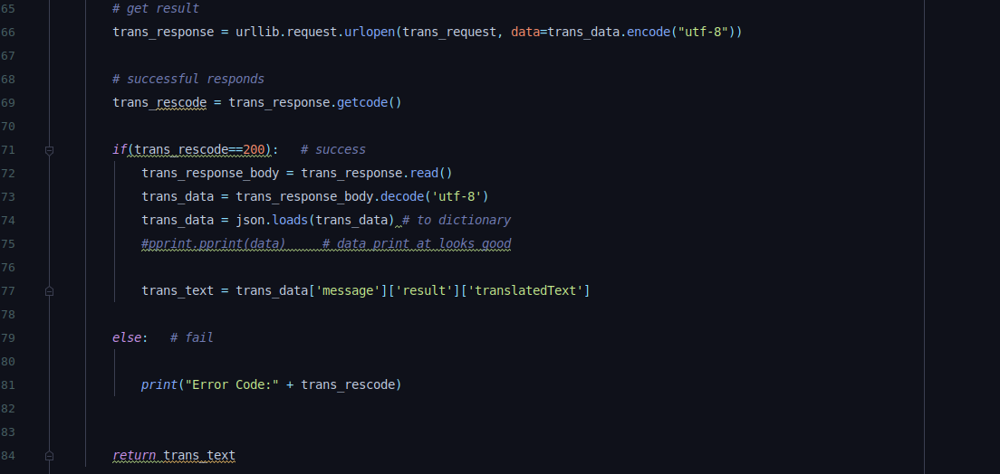 65 # get result
66 trans_response = urllib.request.urlopen(trans_request, data=trans_data.encode("utf-8"))
67
68 # successful responds
69 trans_rescode = trans_response.getcode()
70
71 if(trans_rescode==200):   # success
72     trans_response_body = trans_response.read()
73     trans_data = trans_response_body.decode('utf-8')
74     trans_data = json.loads(trans_data) # to dictionary
75     #pprint.pprint(data)     # data print at looks good
76
77     trans_text = trans_data['message']['result']['translatedText']
78
79 else:   # fail
80
81     print("Error Code:" + trans_rescode)
82
83
84 return trans_text